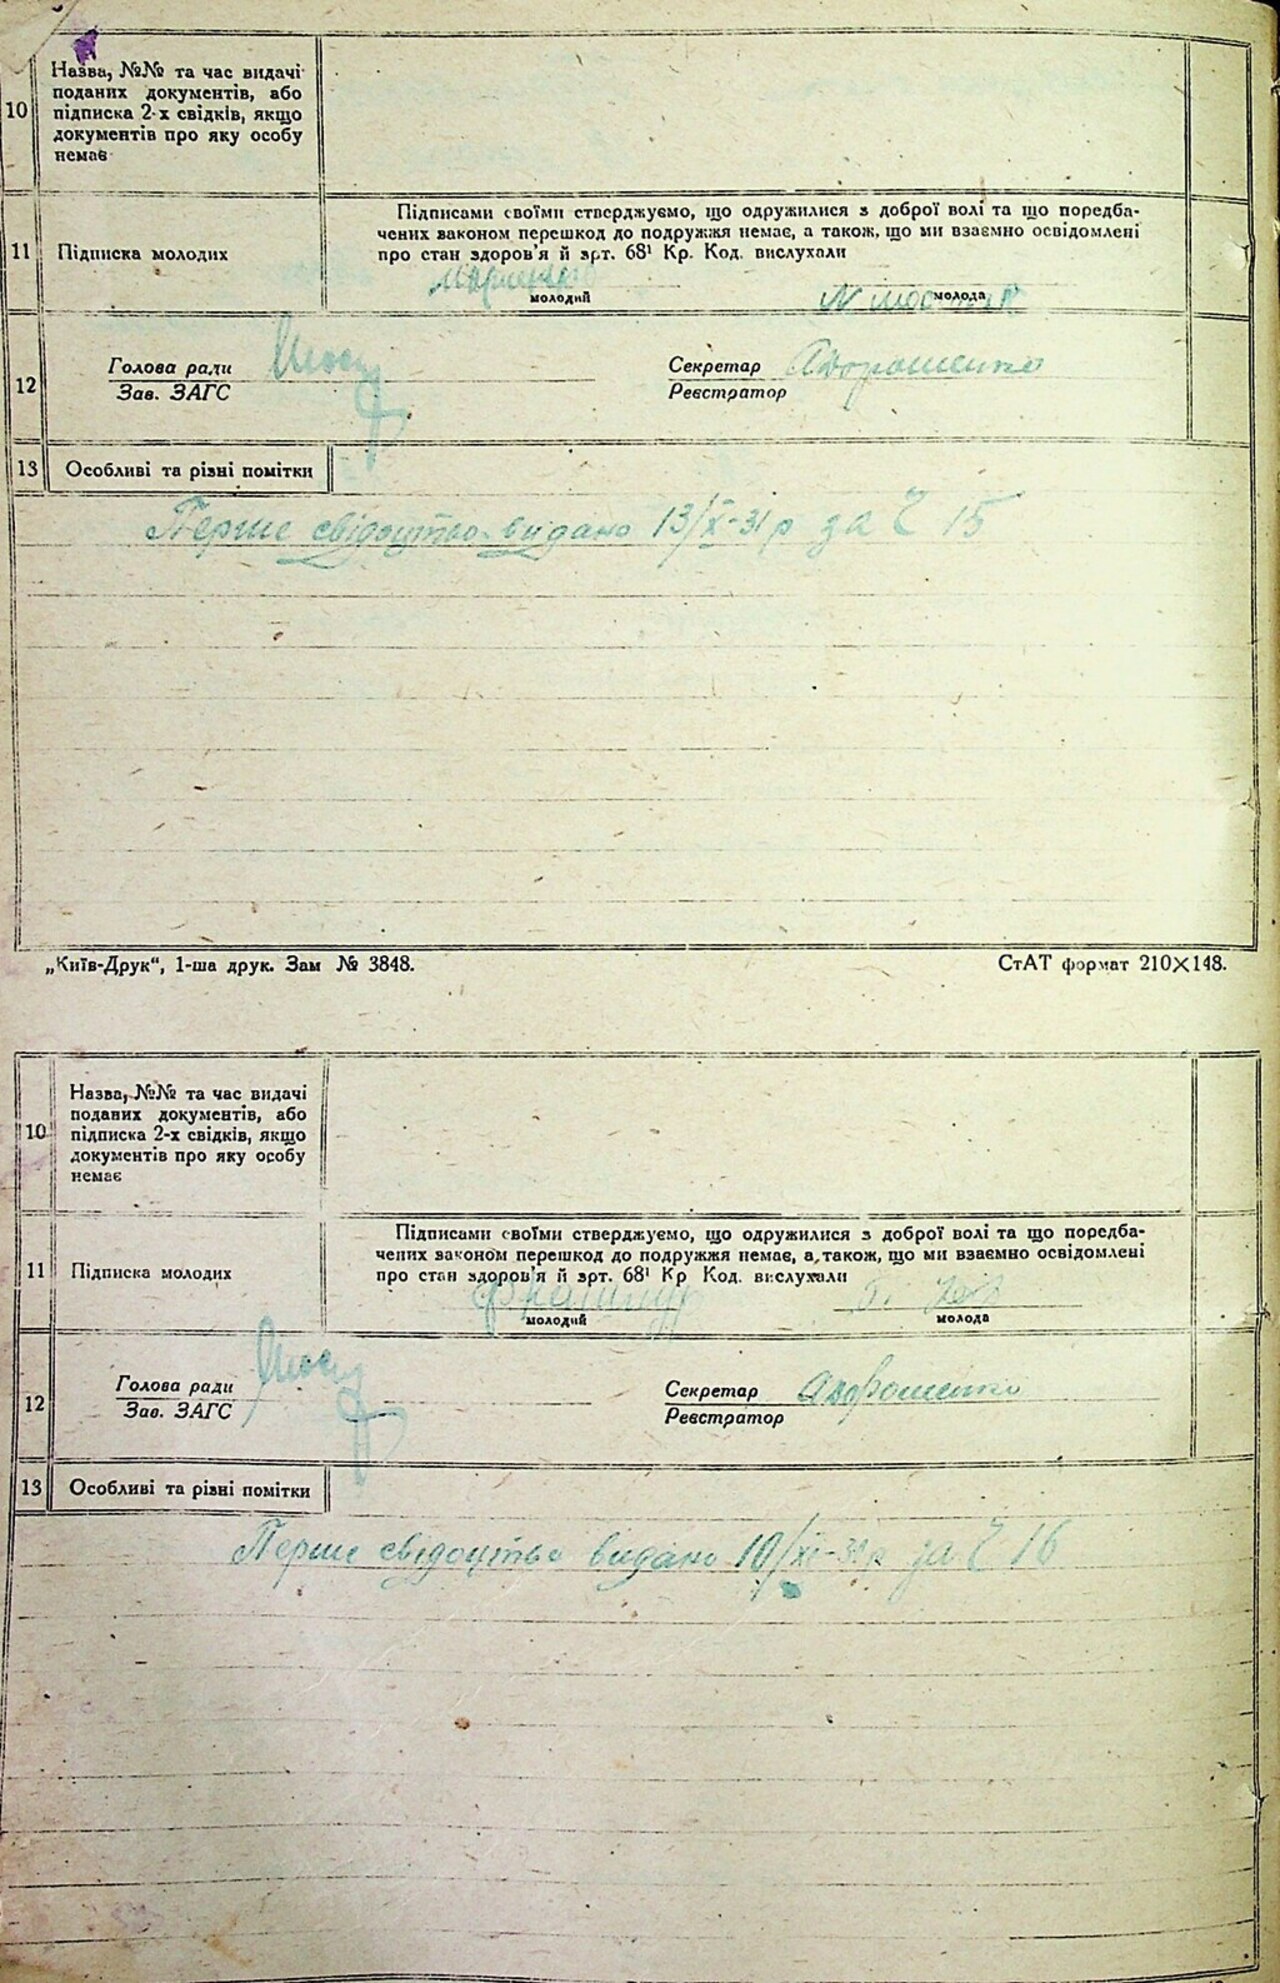 10
Назва, №№ та час видачі
поданих документів, або
підписка 2-х свідків, якщо
документів про яку особу
немає
11
Підписка молодих
Підписами своїми стверджуємо, що одружилися з доброї волі та що поредба-
чених законом перешкод до подружжя немає, а також, що ми взаємно освідомлені
про стан здоров'я й арт. 68¹ Кр. Код. вислухали
молодий
молода
12
Голова ради
Зав. ЗАГС
Секретар АДорошенко
Реєстратор
13
Особливі та різні помітки
Перше свідоцтво видано 13/X-31 р за Ч 15
„Київ-Друк“, 1-ша друк. Зам № 3848.
СтАТ формат 210×148.
10
Назва, №№ та час видачі
поданих документів, або
підписка 2-х свідків, якщо
документів про яку особу
немає
11
Підписка молодих
Підписами своїми стверджуємо, що одружилися з доброї волі та що поредба-
чених законом перешкод до подружжя немає, а також, що ми взаємно освідомлені
про стан здоров'я й арт. 68¹ Кр Код. вислухали
молодий
молода
12
Голова ради
Зав. ЗАГС
Секретар АДорошенко
Реєстратор
13
Особливі та різні помітки
Перше свідоцтво видано 10/XI-31 р за Ч 16